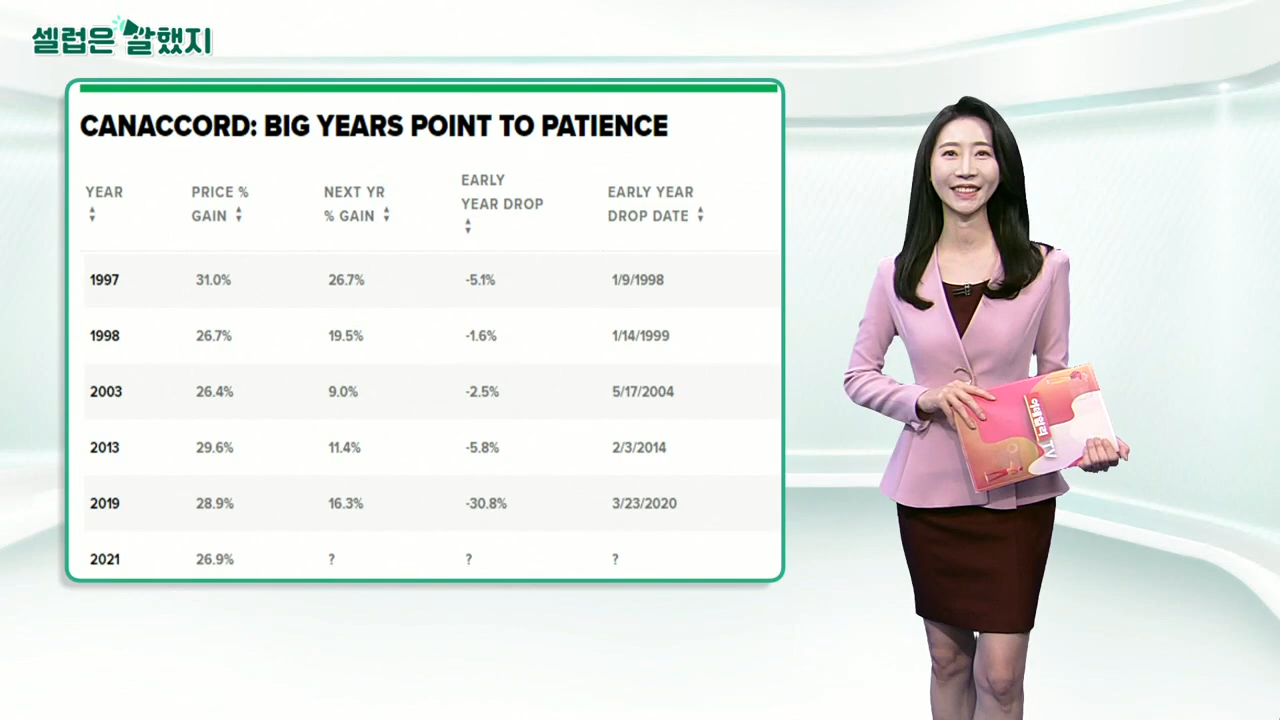 셀럽은 말했지
CANACCORD: BIG YEARS POINT TO PATIENCE
YEAR
PRICE %
GAIN
NEXT YR
% GAIN
EARLY
YEAR DROP
EARLY YEAR
DROP DATE
1997 31.0% 26.7% -5.1% 1/9/1998
1998 26.7% 19.5% -1.6% 1/14/1999
2003 26.4% 9.0% -2.5% 5/17/2004
2013 29.6% 11.4% -5.8% 2/3/2014
2019 28.9% 16.3% -30.8% 3/23/2020
2021 26.9% ? ? ?
TV